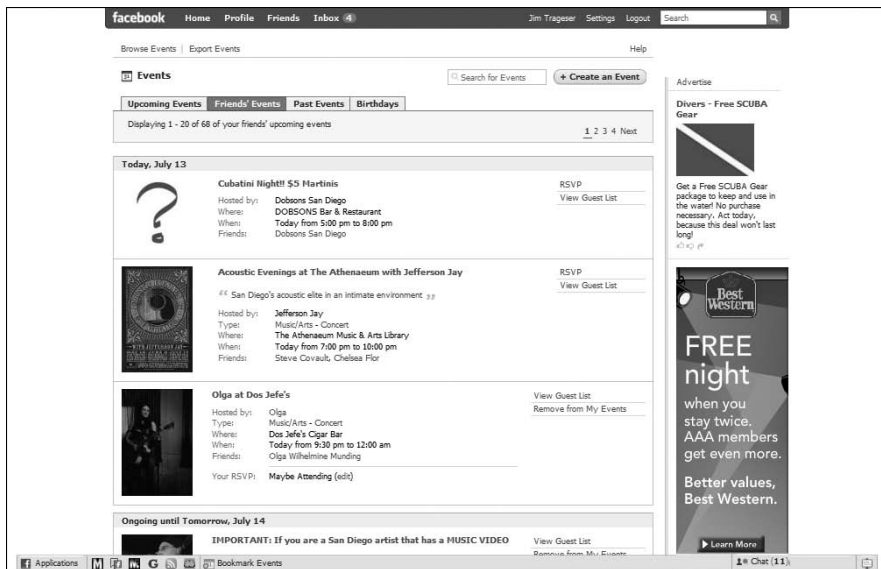 facebook Home Profile Friends Inbox 4 Jim Trageser Settings Logout Search
Browse Events | Export Events Help
Events Search for Events + Create an Event
Upcoming Events Friends' Events Past Events Birthdays
Displaying 1 - 20 of 68 of your friends' upcoming events
1 2 3 4 Next
Today, July 13
Cubatini Night!! $5 Martinis
Hosted by: Dobsons San Diego
Where: DOBSONS Bar & Restaurant
When: Today from 5:00 pm to 8:00 pm
Friends: Dobsons San Diego
RSVP
View Guest List
Acoustic Evenings at The Athenaeum with Jefferson Jay
“ San Diego's acoustic elite in an intimate environment ”
Hosted by: Jefferson Jay
Type: Music/Arts - Concert
Where: The Athenaeum Music & Arts Library
When: Today from 7:00 pm to 10:00 pm
Friends: Steve Covault, Chelsea Flor
RSVP
View Guest List
Olga at Dos Jefe's
Hosted by: Olga
Type: Music/Arts - Concert
Where: Dos Jefe's Cigar Bar
When: Today from 9:30 pm to 12:00 am
Friends: Olga Wilhelmine Munding
Your RSVP: Maybe Attending (edit)
View Guest List
Remove from My Events
Ongoing until Tomorrow, July 14
IMPORTANT: If you are a San Diego artist that has a MUSIC VIDEO
View Guest List
Remove from My Events
Advertise
Divers - Free SCUBA
Gear
Get a Free SCUBA Gear
package to keep and use in
the water! No purchase
necessary. Act today,
because this deal won't last
long!
Best
Western
FREE
night
when you
stay twice.
AAA members
get even more.
Better values,
Best Western.
Learn More
Applications Bookmark Events Chat (11)